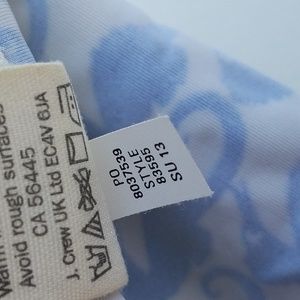 Warm
Avoid rough surfaces
CA 56445
J. Crew UK Ltd EC4V 6JA
PO
8037539
STYLE
83595
SU 13